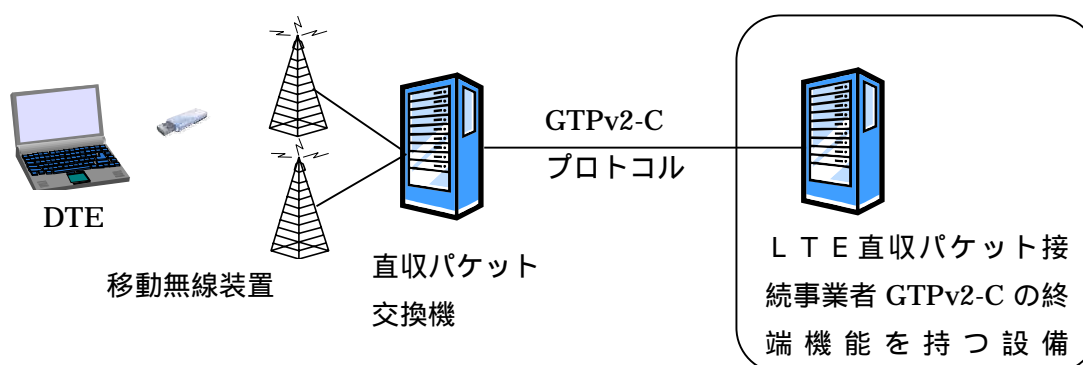 GTPv2-C
プロトコル
DTE
移動無線装置
直収パケット
交換機
ＬＴＥ直収パケット接
続事業者 GTPv2-C の終
端機能を持つ設備